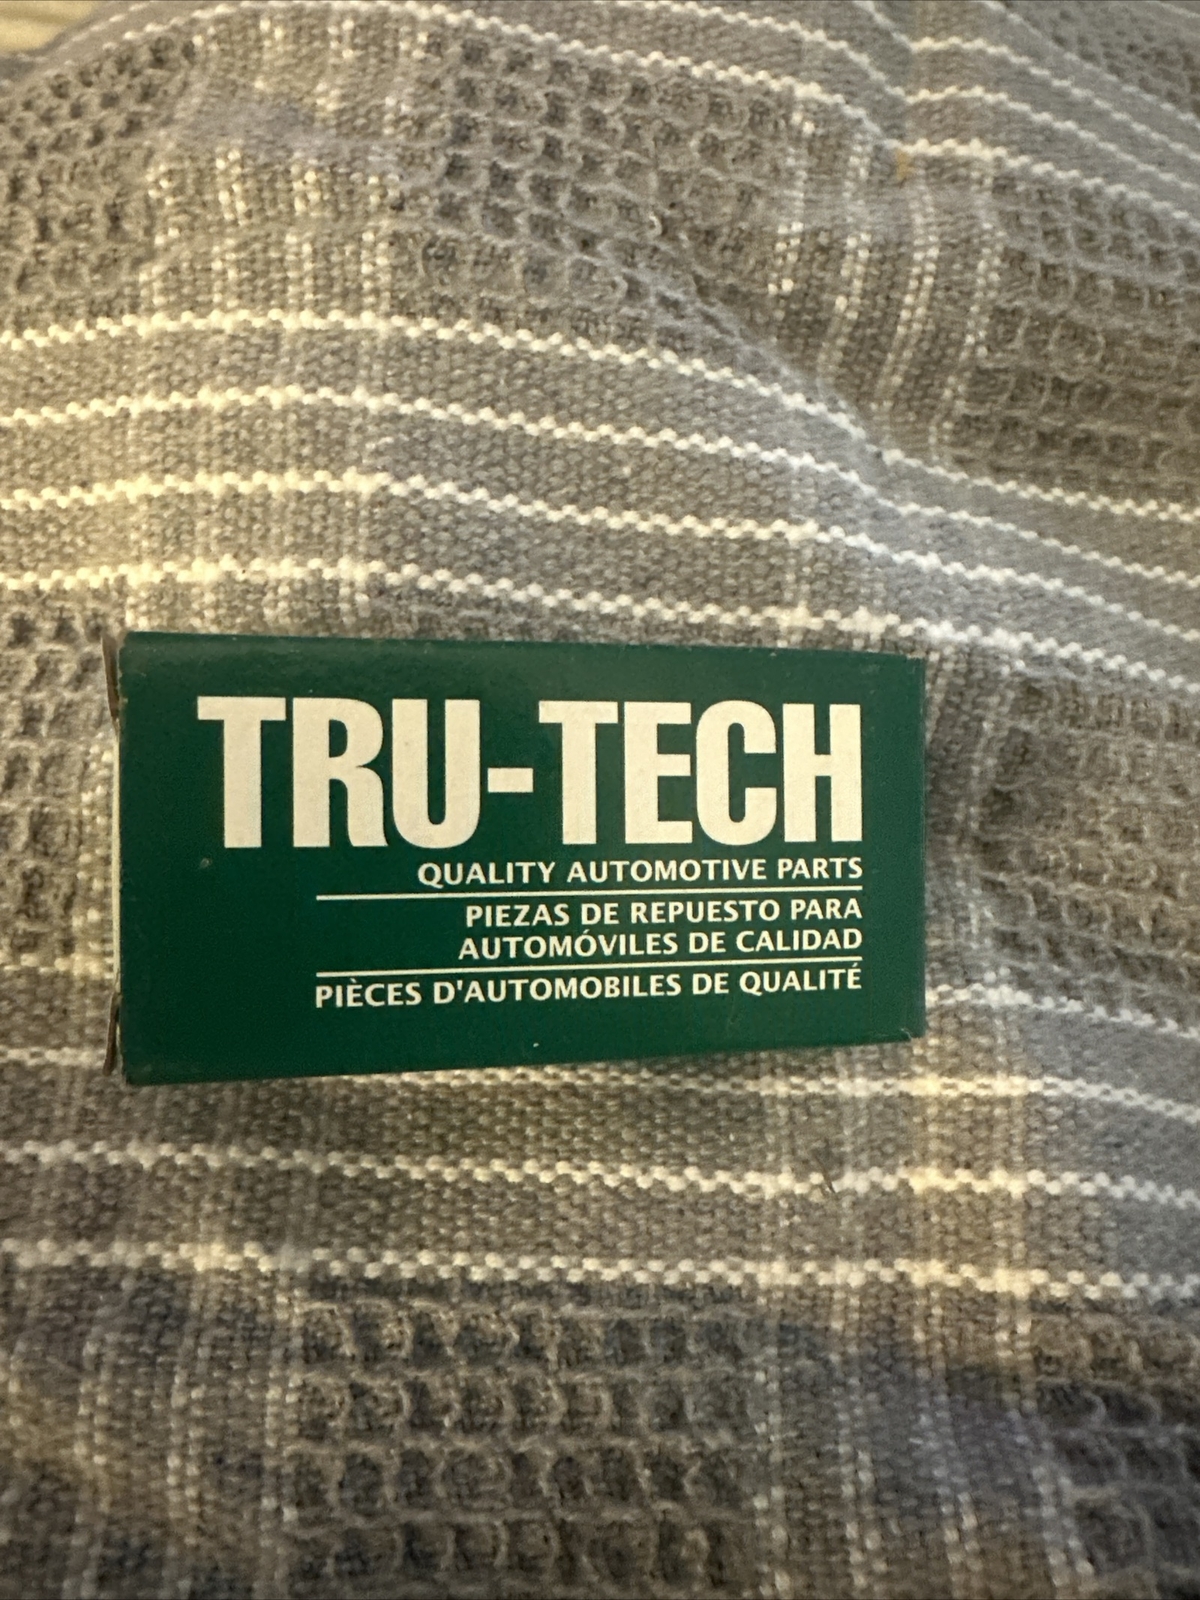 TRU-TECH
QUALITY AUTOMOTIVE PARTS
PIEZAS DE REPUESTO PARA
AUTOMÓVILES DE CALIDAD
PIÈCES D'AUTOMOBILES DE QUALITÉ